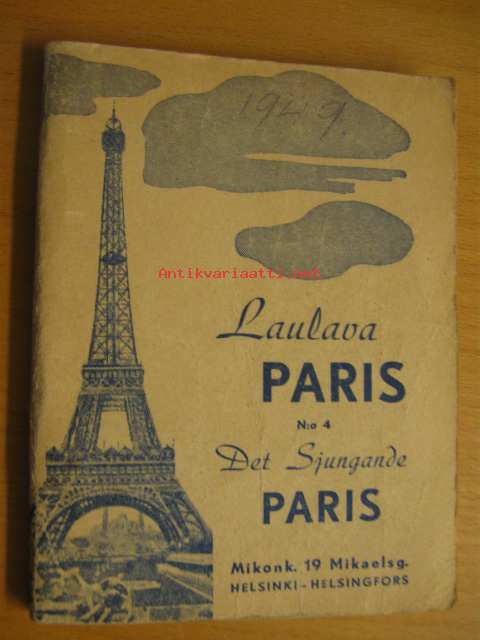 1949.
Antikvariaatti.net
Laulava
PARIS
N:o 4
Det Sjungande
PARIS
Mikonk. 19 Mikaelsg.
HELSINKI - HELSINGFORS